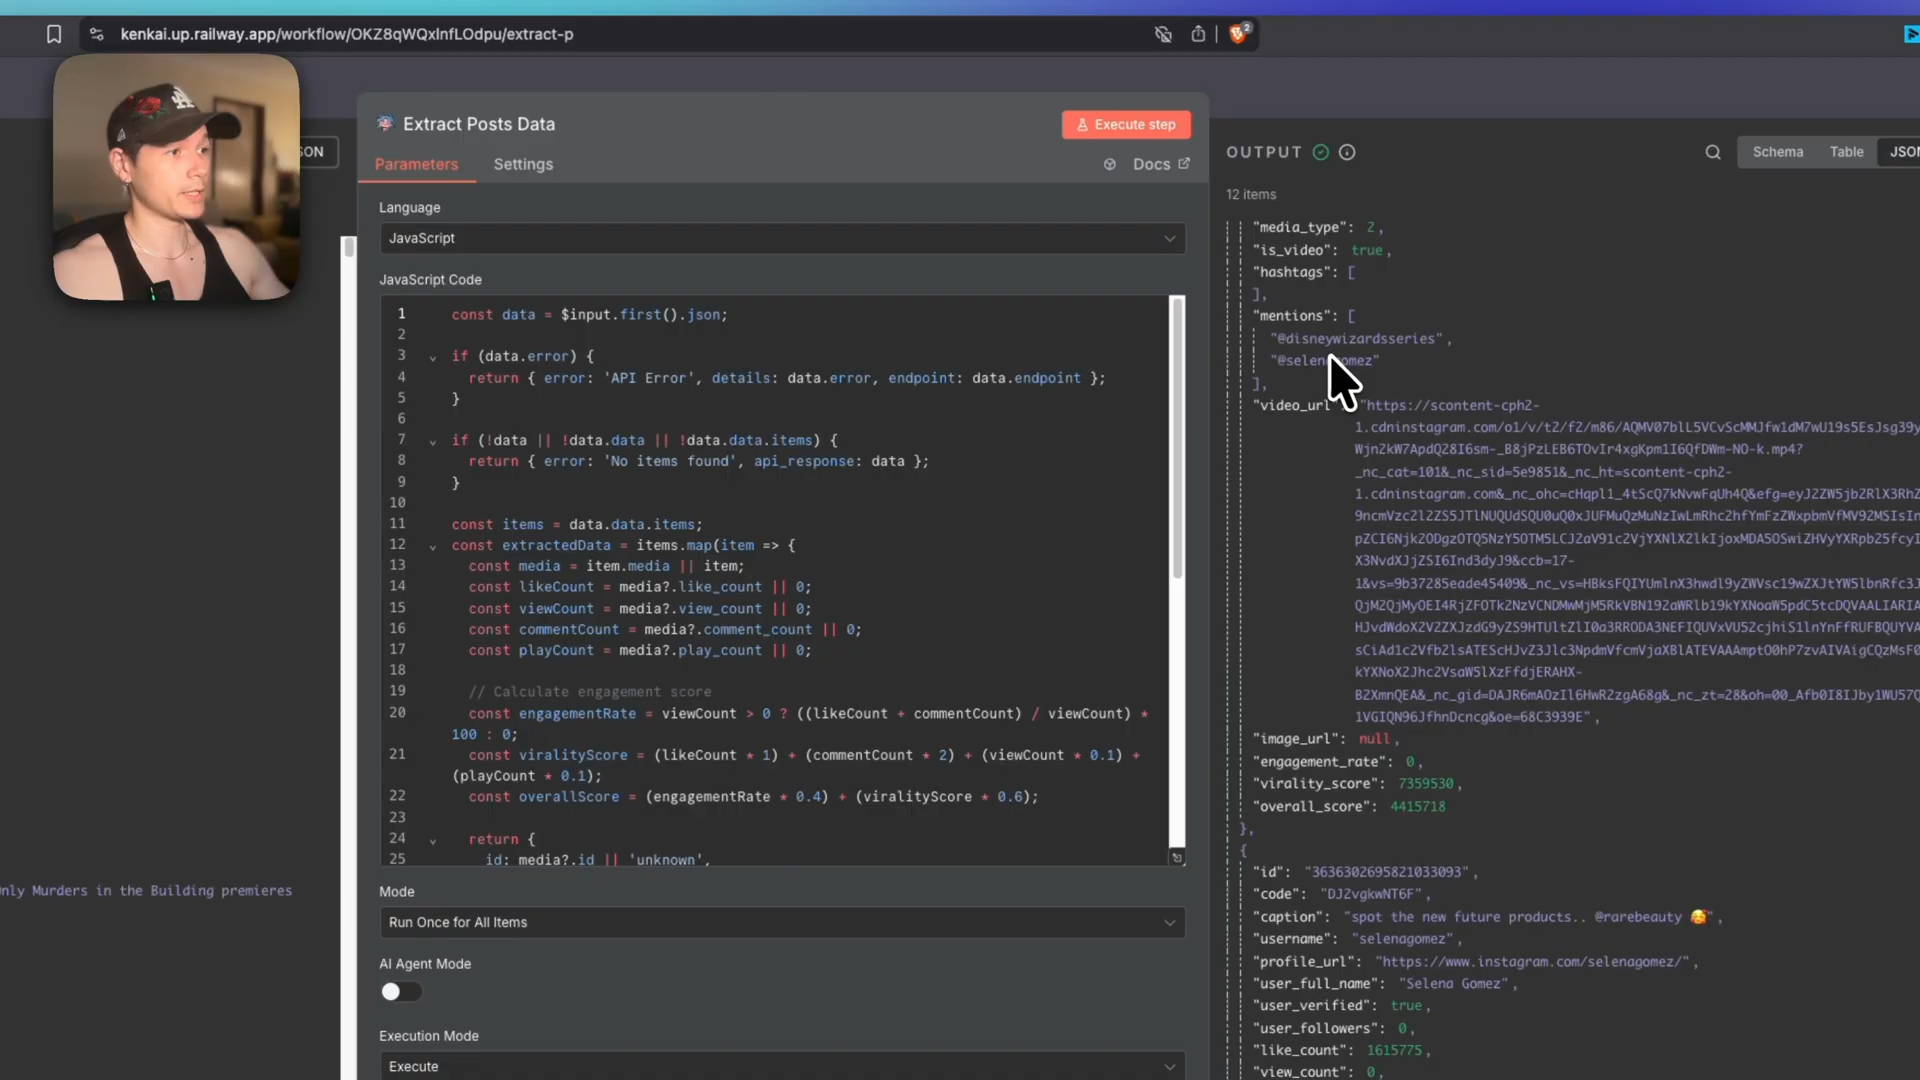 kenkai.up.railway.app/workflow/OKZ8qWQxInfLOdpu/extract-p
2
SON
Extract Posts Data
Execute step
Parameters
Settings
Docs
Language
JavaScript
JavaScript Code
1 const data = $input.first().json;
2
3 if (data.error) {
4 return { error: 'API Error', details: data.error, endpoint: data.endpoint };
5 }
6
7 if (!data || !data.data || !data.data.items) {
8 return { error: 'No items found', api_response: data };
9 }
10
11 const items = data.data.items;
12 const extractedData = items.map(item => {
13 const media = item.media || item;
14 const likeCount = media?.like_count || 0;
15 const viewCount = media?.view_count || 0;
16 const commentCount = media?.comment_count || 0;
17 const playCount = media?.play_count || 0;
18
19 // Calculate engagement score
20 const engagementRate = viewCount > 0 ? ((likeCount + commentCount) / viewCount) *
100 : 0;
21 const viralityScore = (likeCount * 1) + (commentCount * 2) + (viewCount * 0.1) +
(playCount * 0.1);
22 const overallScore = (engagementRate * 0.4) + (viralityScore * 0.6);
23
24 return {
25 id: media?.id || 'unknown',
Mode
Run Once for All Items
AI Agent Mode
Execution Mode
Execute
nly Murders in the Building premieres
OUTPUT
Schema
Table
JSON
12 items
"media_type": 2,
"is_video": true,
"hashtags": [
],
"mentions": [
"@disneywizardsseries",
"@selenagomez"
],
"video_url "https://scontent-cph2-
"image_url": null,
"engagement_rate": 0,
"virality_score": 7359530,
"overall_score": 4415718
},
{
"id": "3636302695821033093",
"code": "DJ2vgkwNT6F",
"caption": "spot the new future products.. @rarebeauty 🥰",
"username": "selenagomez",
"profile_url": "https://www.instagram.com/selenagomez/",
"user_full_name": "Selena Gomez",
"user_verified": true,
"user_followers": 0,
"like_count": 1615775,
"view_count": 0,